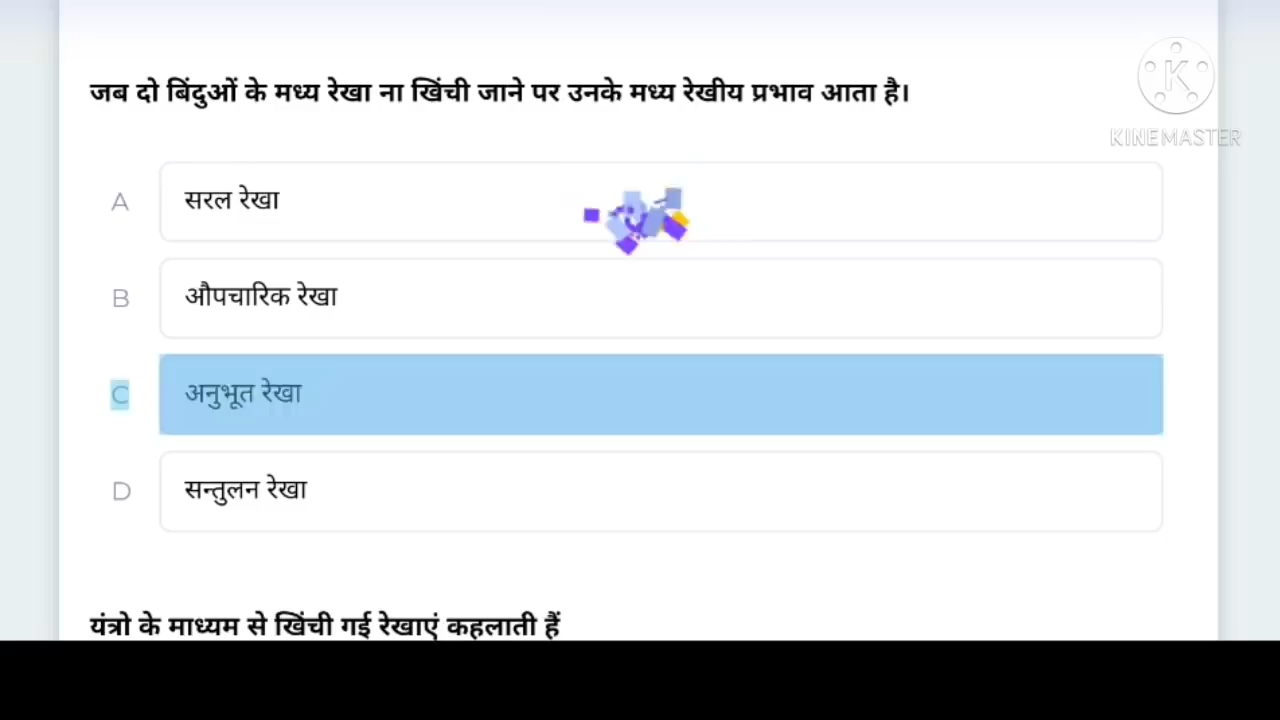 जब दो बिंदुओं के मध्य रेखा ना खिंची जाने पर उनके मध्य रेखीय प्रभाव आता है।
K
KINEMASTER
A सरल रेखा
B औपचारिक रेखा
C अनुभूत रेखा
D सन्तुलन रेखा
यंत्रो के माध्यम से खिंची गई रेखाएं कहलाती हैं